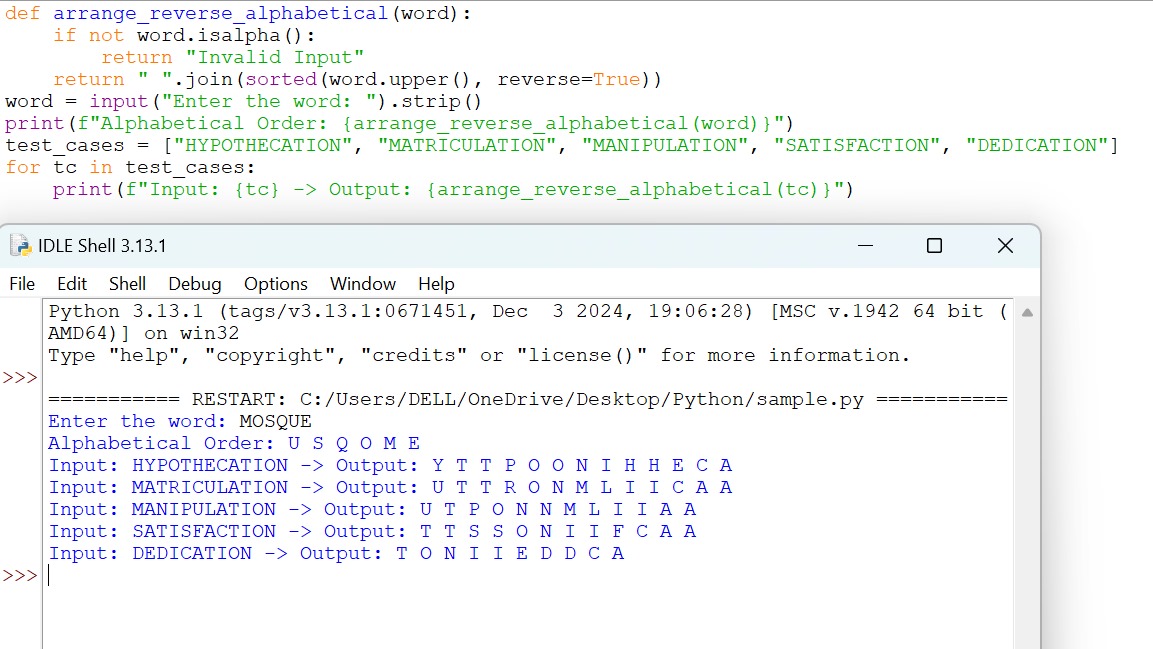 def arrange_reverse_alphabetical(word):
    if not word.isalpha():
        return "Invalid Input"
    return " ".join(sorted(word.upper(), reverse=True))
word = input("Enter the word: ").strip()
print(f"Alphabetical Order: {arrange_reverse_alphabetical(word)}")
test_cases = ["HYPOTHECATION", "MATRICULATION", "MANIPULATION", "SATISFACTION", "DEDICATION"]
for tc in test_cases:
    print(f"Input: {tc} -> Output: {arrange_reverse_alphabetical(tc)}")
IDLE Shell 3.13.1
File Edit Shell Debug Options Window Help
Python 3.13.1 (tags/v3.13.1:0671451, Dec  3 2024, 19:06:28) [MSC v.1942 64 bit (
AMD64)] on win32
Type "help", "copyright", "credits" or "license()" for more information.
>>>
=========== RESTART: C:/Users/DELL/OneDrive/Desktop/Python/sample.py ===========
Enter the word: MOSQUE
Alphabetical Order: U S Q O M E
Input: HYPOTHECATION -> Output: Y T T P O O N I H H E C A
Input: MATRICULATION -> Output: U T T R O N M L I I C A A
Input: MANIPULATION -> Output: U T P O N N M L I I A A
Input: SATISFACTION -> Output: T T S S O N I I F C A A
Input: DEDICATION -> Output: T O N I I E D D C A
>>>